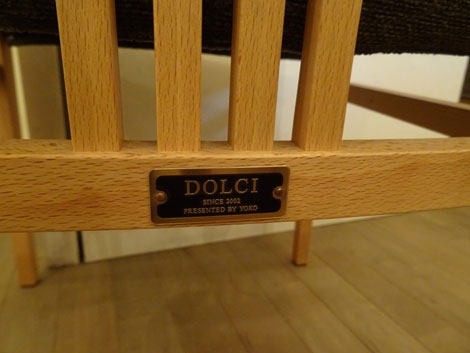 DOLCI
SINCE 2002
PRESENTED BY YOKO